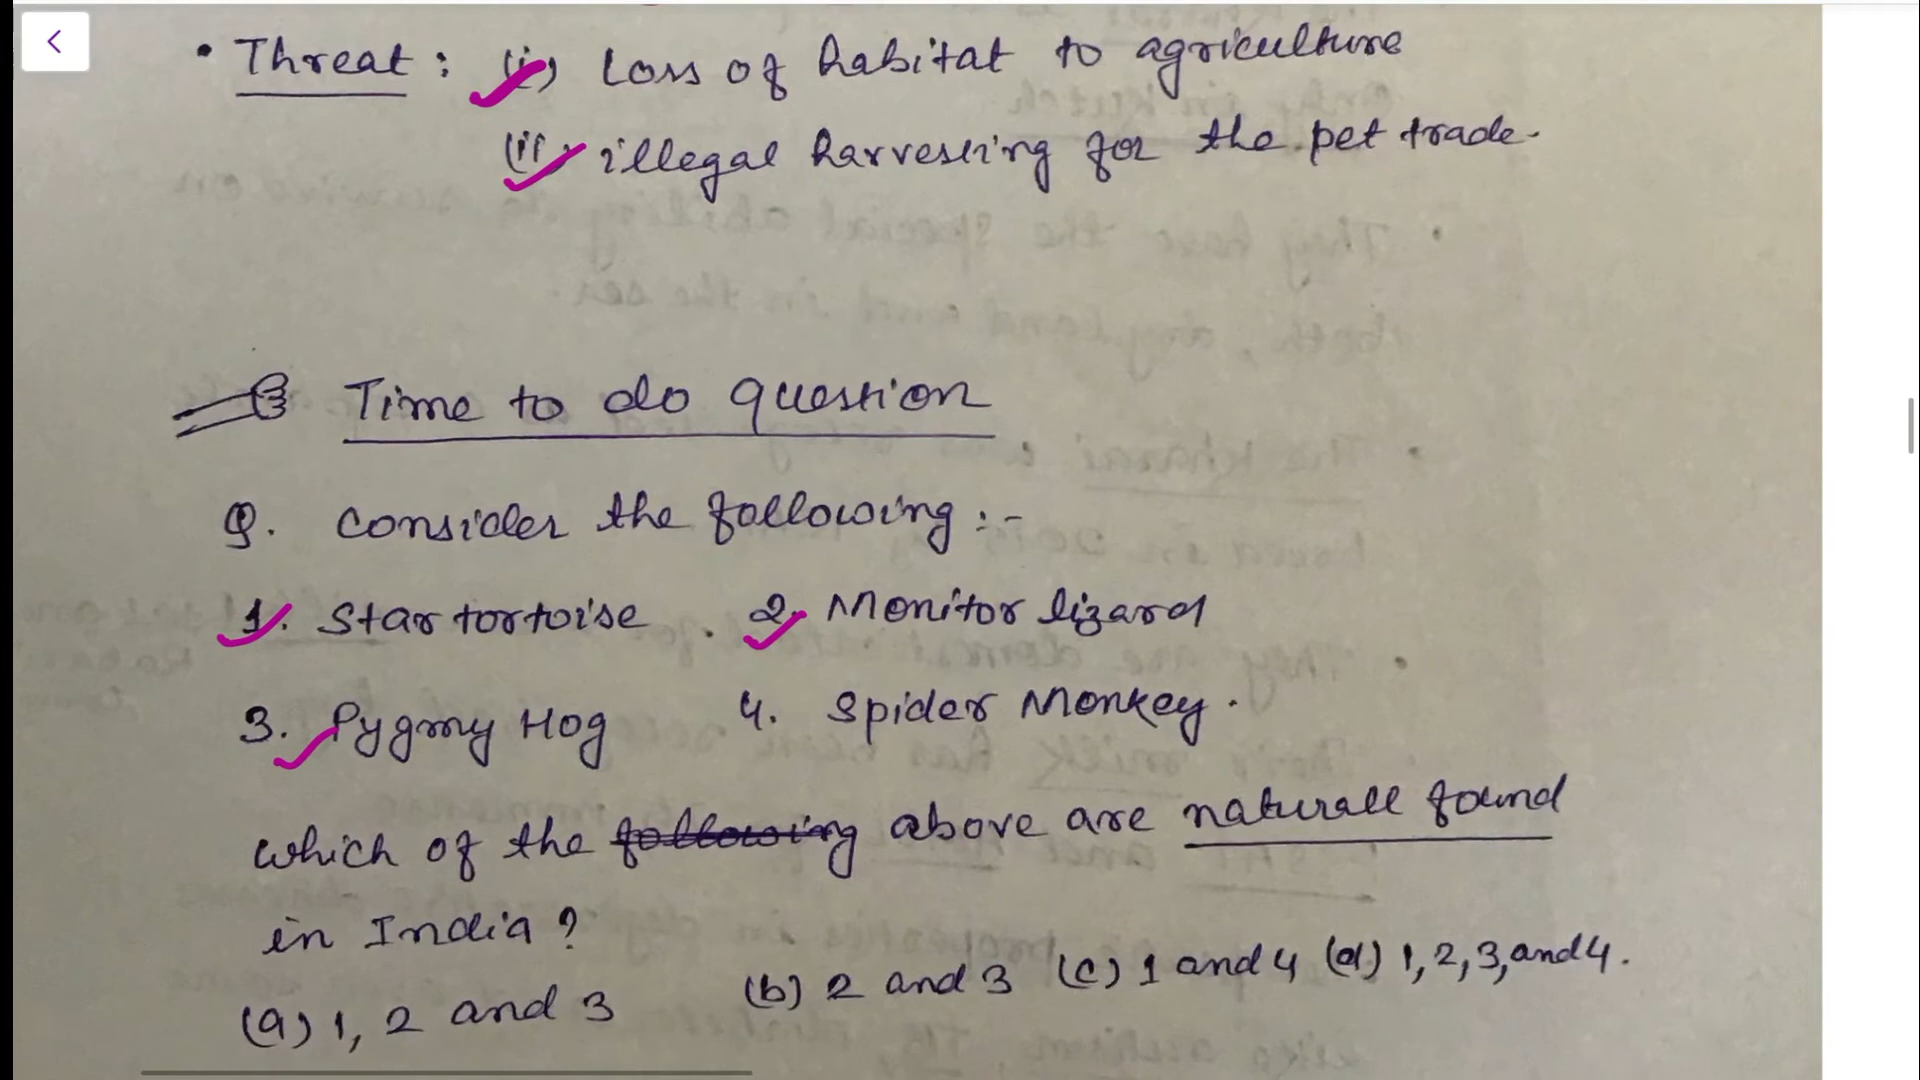 • Threat : (i) Loss of habitat to agriculture
(ii) illegal harvesting for the pet trade.
Time to do question
Q. Consider the following :-
1. Star tortoise . 2. Monitor lizard
3. Pygmy Hog 4. Spider Monkey.
which of the following above are naturall found
in India ?
(a) 1, 2 and 3 (b) 2 and 3 (c) 1 and 4 (d) 1, 2, 3, and 4.